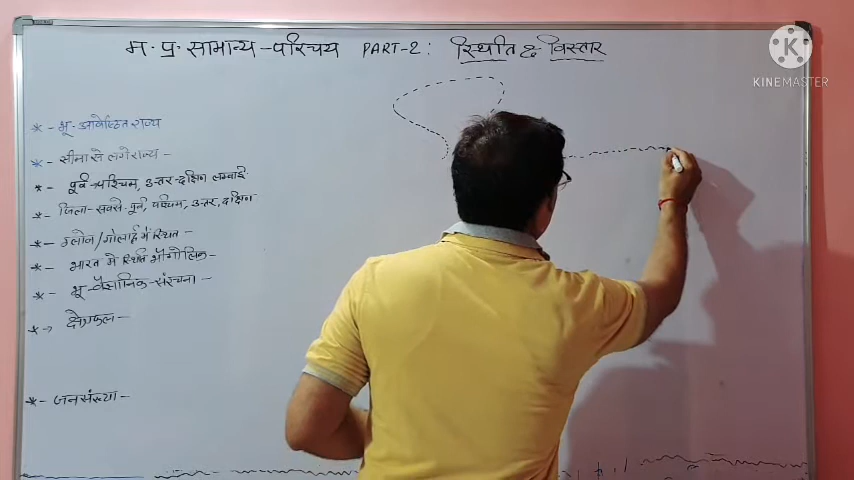 म. प्र. सामान्य - परिचय PART-2 : स्थिति & विस्तार
KINEMASTER
* - भू-आवेष्ठित राज्य
* - सीमा से लगे राज्य -
* - पूर्व-पश्चिम, उत्तर-दक्षिण लम्बाई
* - जिला - सबसे-पूर्व, पश्चिम, उत्तर, दक्षिण
* - ग्लोब/गोलार्द्ध में स्थित -
* - भारत में स्थित भौगोलिक -
* - भू-वैज्ञानिक-संरचना -
* → क्षेत्रफल -
* - जनसंख्या -